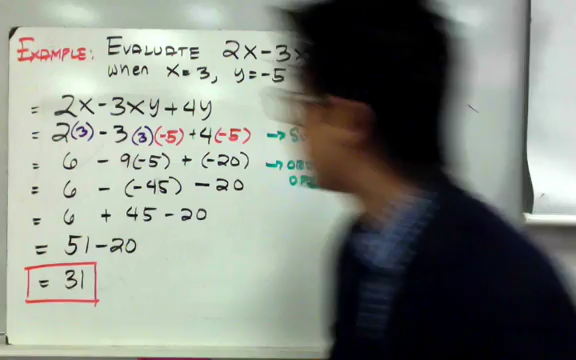 EXAMPLE: EVALUATE 2x-3x
when x=3, y=-5
= 2x-3xy+4y
= 2(3)-3(3)(-5)+4(-5) →
= 6 - 9(-5) + (-20) →
= 6 - (-45) - 20
= 6 + 45 - 20
= 51-20
= 31